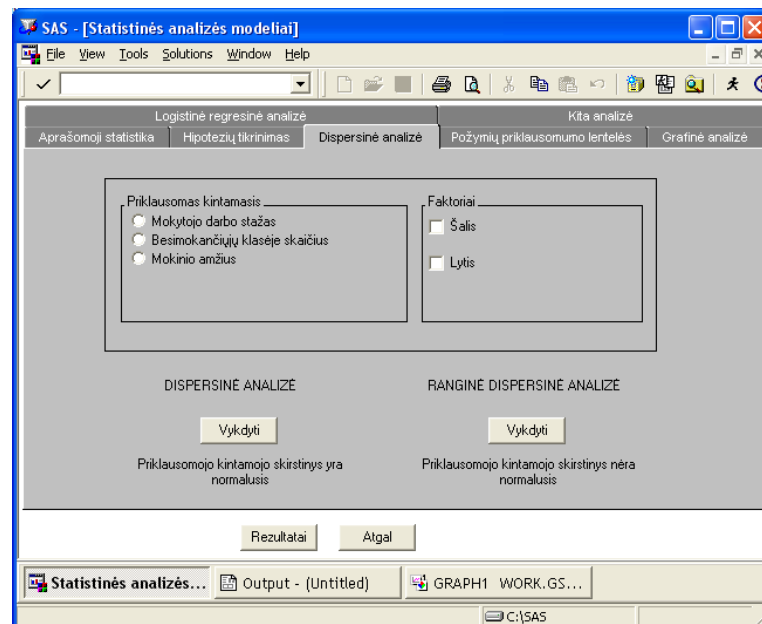 SAS - [Statistinės analizės modeliai]
File View Tools Solutions Window Help
Logistinė regresinė analizė Kita analizė
Aprašomoji statistika Hipotezių tikrinimas Dispersinė analizė Požymių priklausomumo lentelės Grafinė analizė
Priklausomas kintamasis
Mokytojo darbo stažas
Besimokančiųjų klasėje skaičius
Mokinio amžius
Faktoriai
Šalis
Lytis
DISPERSINĖ ANALIZĖ
RANGINĖ DISPERSINĖ ANALIZĖ
Vykdyti
Vykdyti
Priklausomojo kintamojo skirstinys yra
normalusis
Priklausomojo kintamojo skirstinys nėra
normalusis
Rezultatai
Atgal
Statistinės analizės...
Output - (Untitled)
GRAPH1 WORK.GS...
C:\SAS